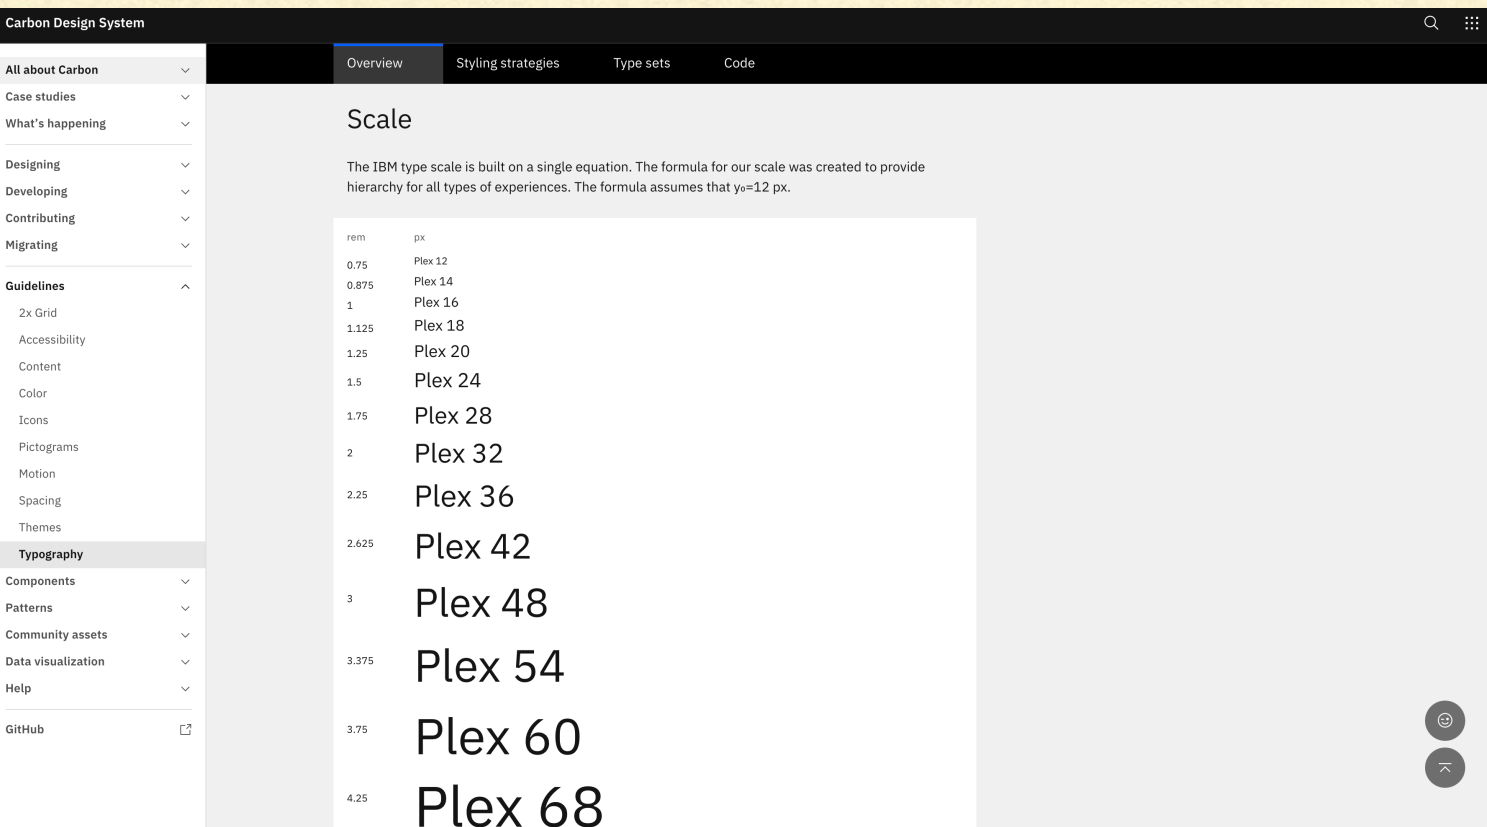 Carbon Design System
All about Carbon
Case studies
What's happening
Designing
Developing
Contributing
Migrating
Guidelines
2x Grid
Accessibility
Content
Color
Icons
Pictograms
Motion
Spacing
Themes
Typography
Components
Patterns
Community assets
Data visualization
Help
GitHub
Overview Styling strategies Type sets Code
Scale
The IBM type scale is built on a single equation. The formula for our scale was created to provide
hierarchy for all types of experiences. The formula assumes that y₀=12 px.
rem px
0.75 Plex 12
0.875 Plex 14
1 Plex 16
1.125 Plex 18
1.25 Plex 20
1.5 Plex 24
1.75 Plex 28
2 Plex 32
2.25 Plex 36
2.625 Plex 42
3 Plex 48
3.375 Plex 54
3.75 Plex 60
4.25 Plex 68